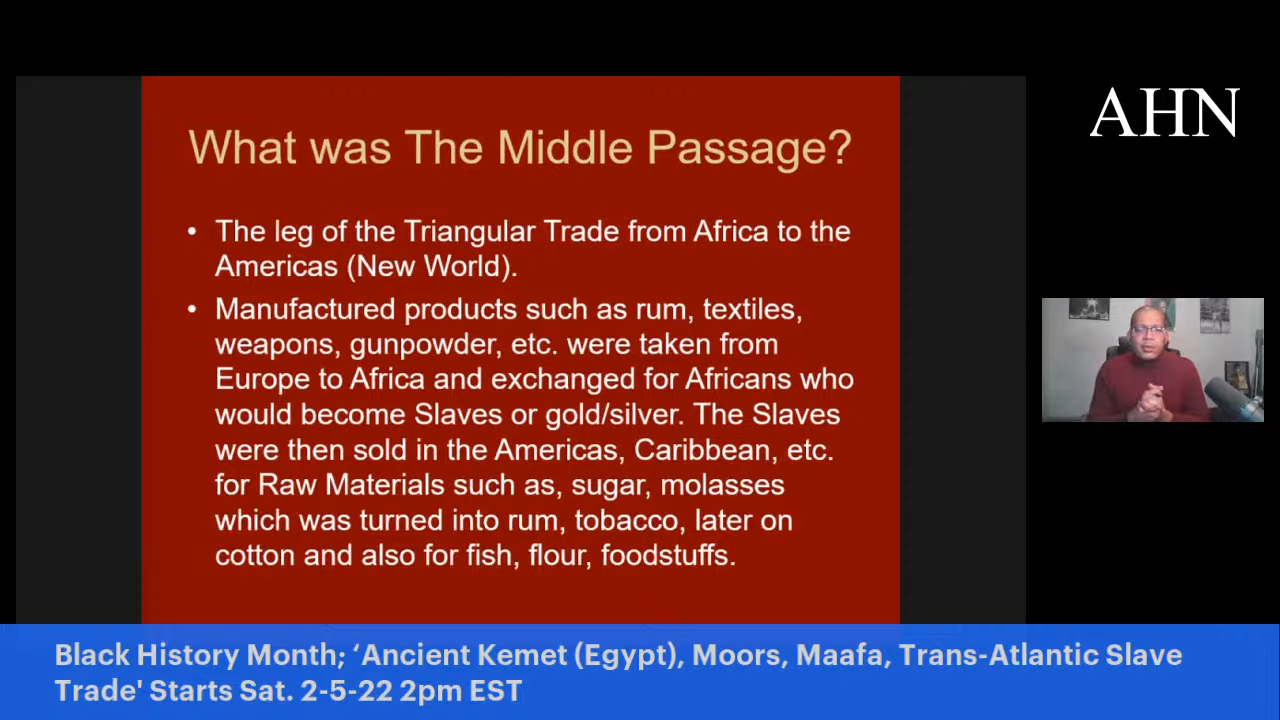 AHN
What was The Middle Passage?
• The leg of the Triangular Trade from Africa to the
Americas (New World).
• Manufactured products such as rum, textiles,
weapons, gunpowder, etc. were taken from
Europe to Africa and exchanged for Africans who
would become Slaves or gold/silver. The Slaves
were then sold in the Americas, Caribbean, etc.
for Raw Materials such as, sugar, molasses
which was turned into rum, tobacco, later on
cotton and also for fish, flour, foodstuffs.
Black History Month; ‘Ancient Kemet (Egypt), Moors, Maafa, Trans-Atlantic Slave
Trade' Starts Sat. 2-5-22 2pm EST